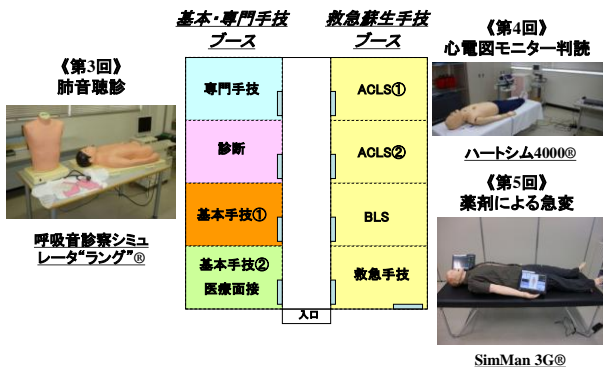 基本・専門手技
ブース
救急蘇生手技
ブース
《第3回》
肺音聴診
呼吸音診察シミュ
レータ“ラング”®
専門手技
診断
基本手技①
基本手技②
医療面接
ACLS①
ACLS②
BLS
救急手技
入口
《第4回》
心電図モニター判読
ハートシム4000®
《第5回》
薬剤による急変
SimMan 3G®